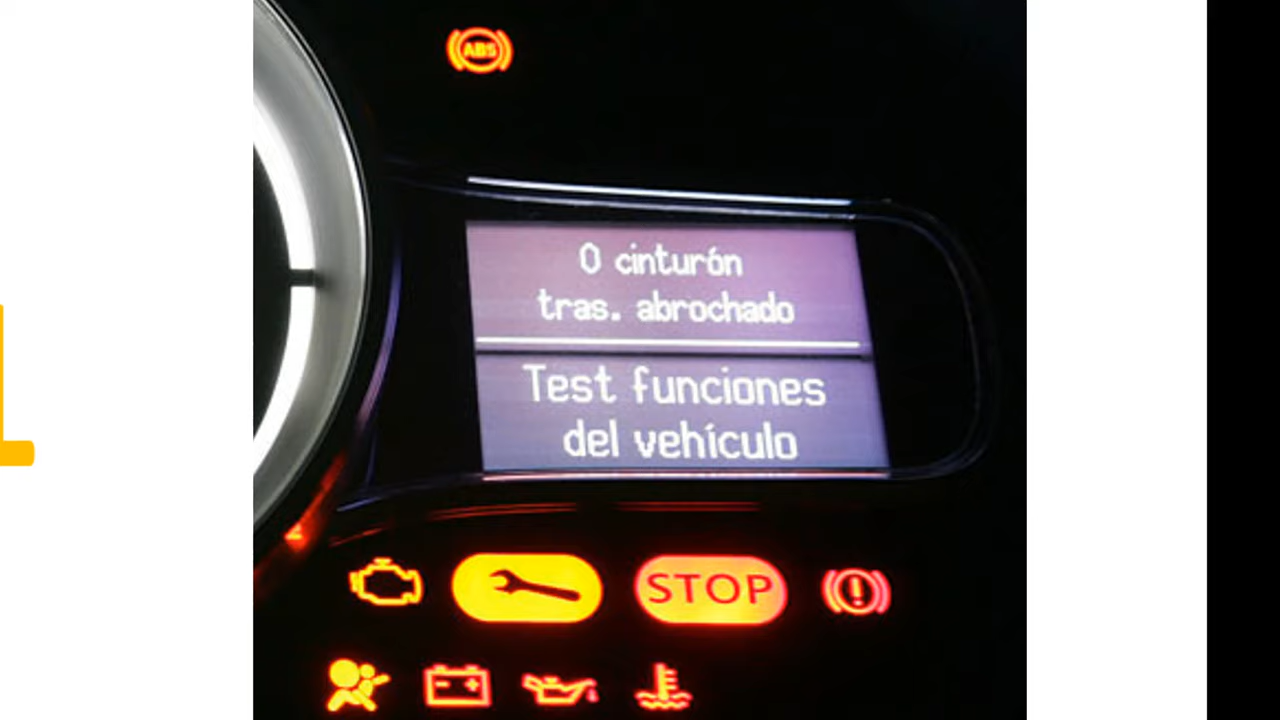 ABS
0 cinturón
tras. abrochado
Test funciones
del vehículo
STOP